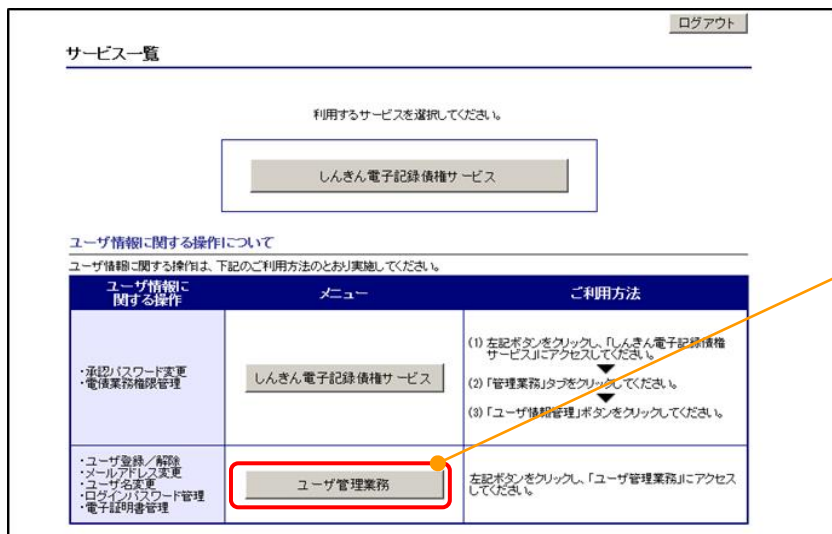 ログアウト
サービス一覧
利用するサービスを選択してください。
しんきん電子記録債権サービス
ユーザ情報に関する操作について
ユーザ情報に関する操作は、下記のご利用方法のとおり実施してください。
ユーザ情報に
関する操作
メニュー
ご利用方法
・承認パスワード変更
・電債業務権限管理
しんきん電子記録債権サービス
(1) 左記ボタンをクリックし、「しんきん電子記録債権
サービス」にアクセスしてください。
(2) 「管理業務」タブをクリックしてください。
(3) 「ユーザ情報管理」ボタンをクリックしてください。
・ユーザ登録／解除
・メールアドレス変更
・ユーザ名変更
・ログインパスワード管理
・電子証明書管理
ユーザ管理業務
左記ボタンをクリックし、「ユーザ管理業務」にアクセス
してください。